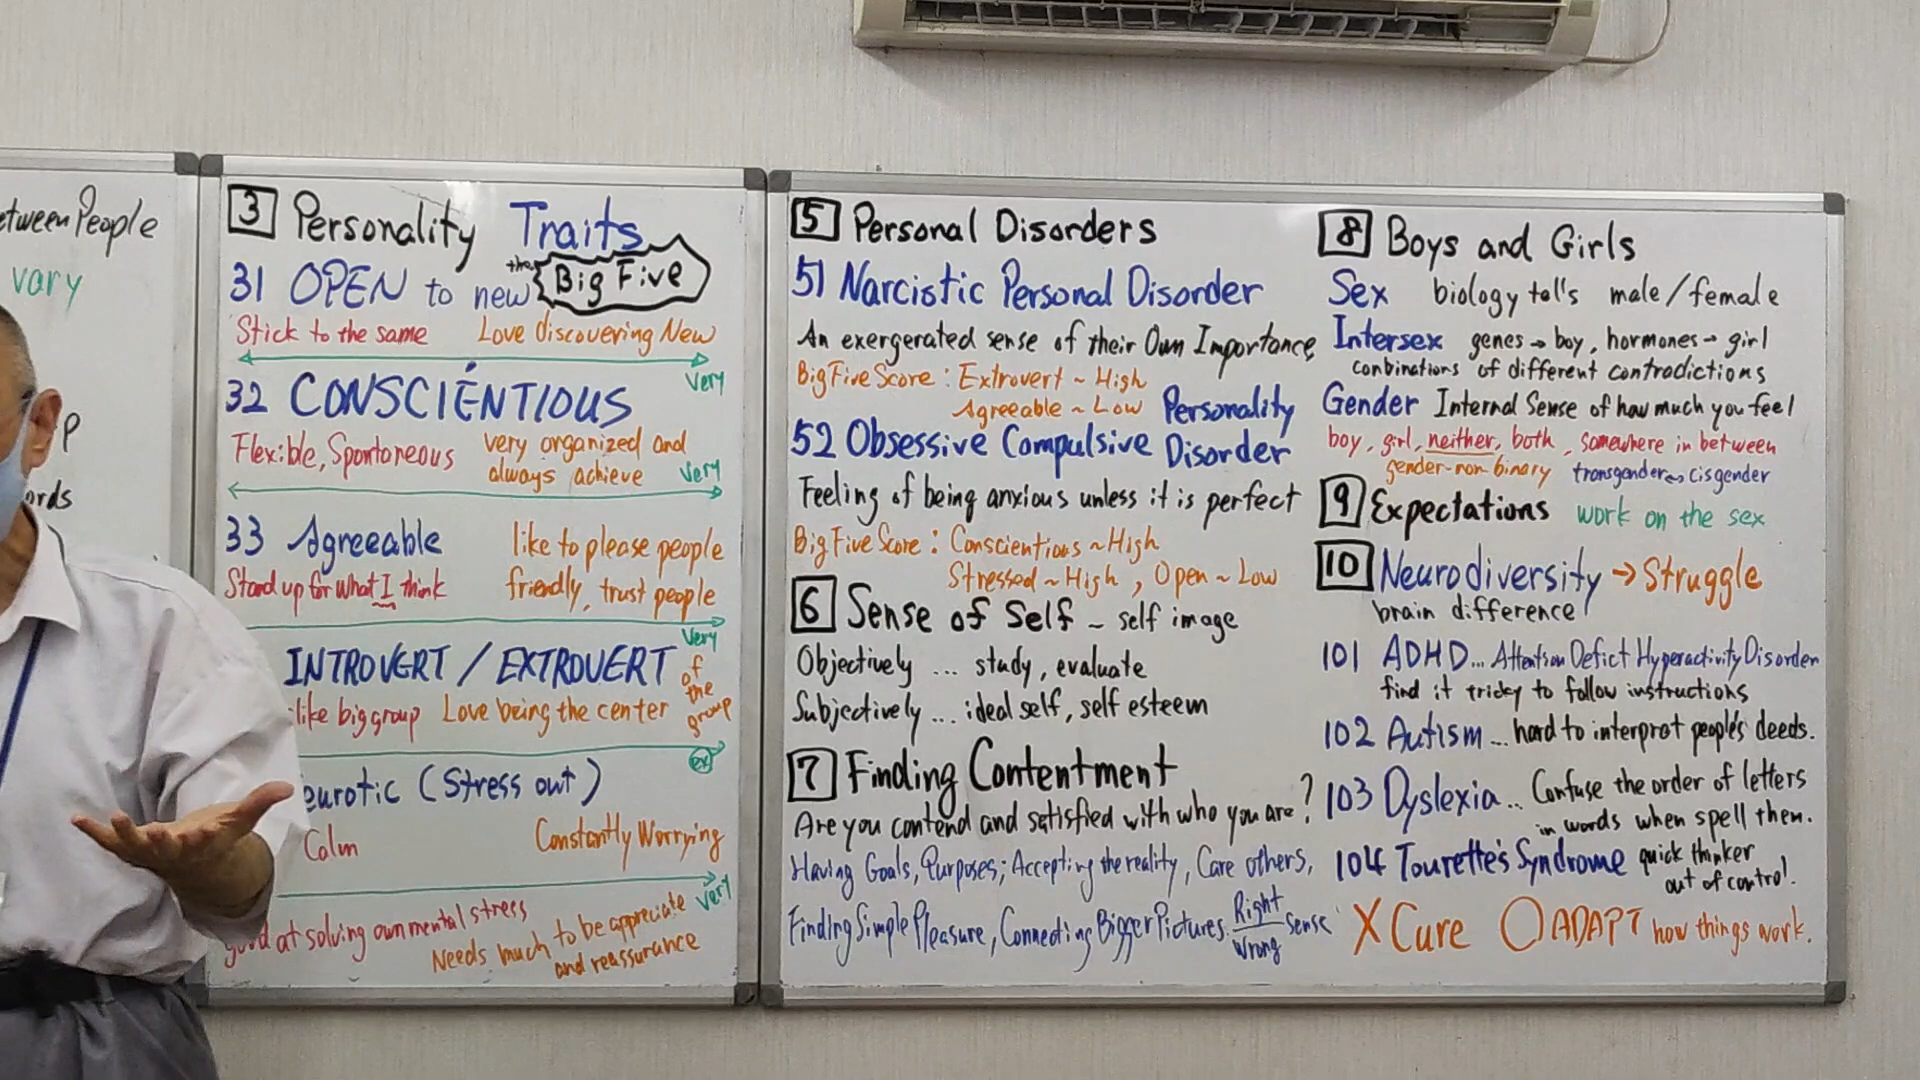 etween People
vary
p
ords
3 Personality Traits
the Big Five
31 OPEN to new
Stick to the same Love discovering New
very
32 CONSCIENTIOUS
Flexible, Spontoneous very organized and
always achieve very
33 Agreeable like to please people
Stand up for what I think friendly, trust people
very
INTROVERT / EXTROVERT of
the
group
like big group Love being the center
ex
eurotic (Stress out)
Calm Constantly Worrying
very
good at solving own mental stress
Needs much to be appreciate
and reassurance
5 Personal Disorders
51 Narcistic Personal Disorder
An exergerated sense of their Own Importance
Big Five Score : Extrovert ~ High
Agreeable ~ Low
52 Obsessive Compulsive Personality Disorder
Feeling of being anxious unless it is perfect
Big Five Score : Conscientious ~ High
Stressed ~ High , Open ~ Low
6 Sense of Self ~ self image
Objectively ... study, evaluate
Subjectively ... ideal self, self esteem
7 Finding Contentment
Are you contend and satisfied with who you are ?
Having Goals, Purposes; Accepting the reality, Care others,
Finding Simple Pleasure, Connecting Bigger Pictures. Right
Wrong sense
8 Boys and Girls
Sex biology tell's male/female
Intersex genes → boy, hormones → girl
conbinations of different contradictions
Gender Internal Sense of how much you feel
boy, girl, neither, both, somewhere in between
gender-non binary transgender ↔ cisgender
9 Expectations work on the sex
10 Neurodiversity → Struggle
brain difference
101 ADHD... Attention Defict Hyperactivity Disorder
find it tricky to follow instructions
102 Autism ... hard to interpret people's deeds.
103 Dyslexia .. Confuse the order of letters
in words when spell them.
104 Tourette's Syndrome quick thinker
out of control.
X Cure O ADAPT how things work.